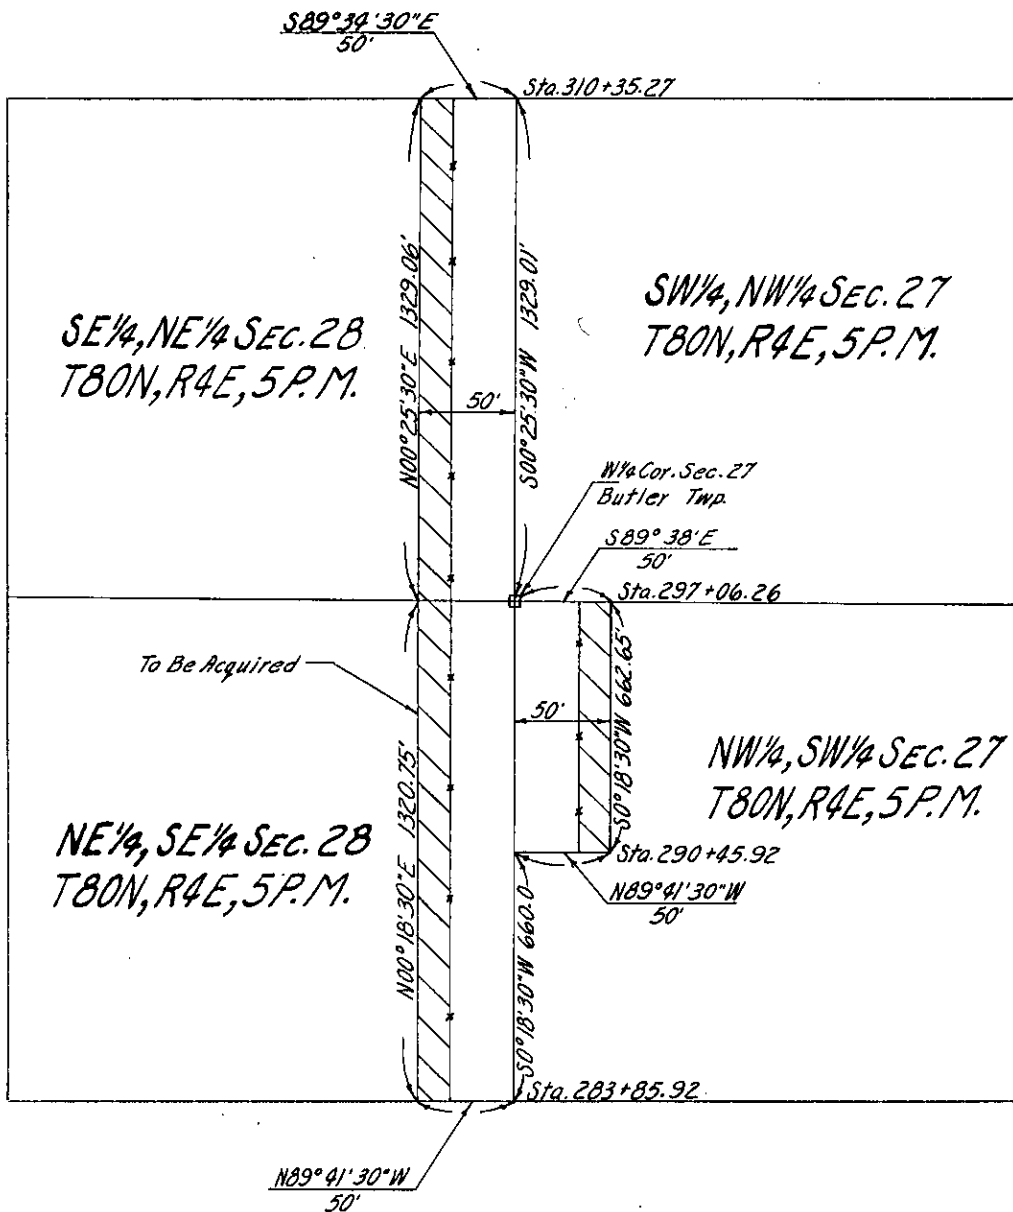 S89°34'30"E
50'
Sta.310+35.27
N00°25'30"E 1329.06'
S00°25'30"W 1329.01'
SE¼,NE¼ SEC.28
T80N,R4E,5P.M.
SW¼,NW¼ SEC.27
T80N,R4E,5P.M.
50'
W¼ Cor.Sec.27
Butler Twp.
S89°38'E
50'
Sta.297+06.26
To Be Acquired
50'
S0°18'30"W 662.65'
N00°18'30"E 1320.75'
NE¼,SE¼ SEC.28
T80N,R4E,5P.M.
NW¼,SW¼ SEC.27
T80N,R4E,5P.M.
Sta.290+45.92
N89°41'30"W
50'
S0°18'30"W 660.0
Sta.283+85.92
N89°41'30"W
50'